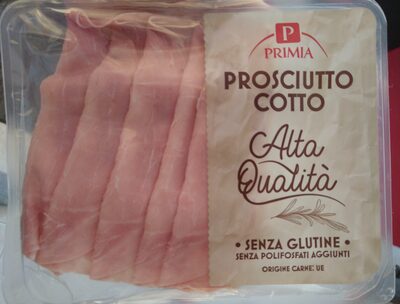 P
PRIMIA
PROSCIUTTO
COTTO
Alta
Qualità
• SENZA GLUTINE •
SENZA POLIFOSFATI AGGIUNTI
ORIGINE CARNE: UE